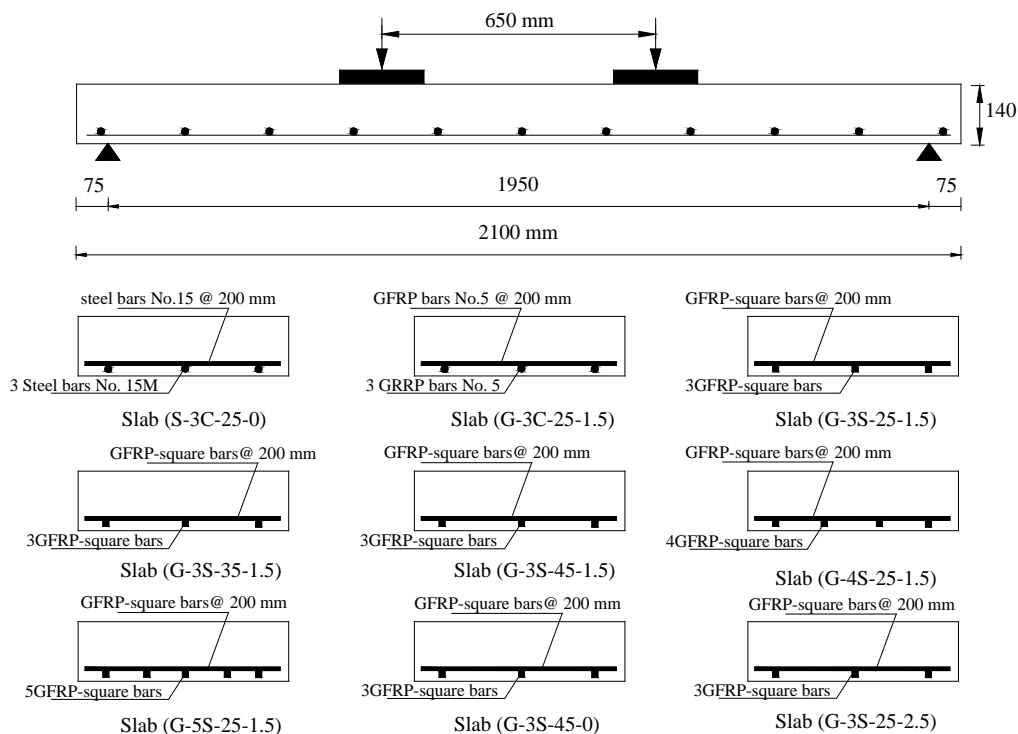 650 mm
140
75
1950
75
2100 mm
steel bars No.15 @ 200 mm
3 Steel bars No. 15M
Slab (S-3C-25-0)
GFRP bars No.5 @ 200 mm
3 GRRP bars No. 5
Slab (G-3C-25-1.5)
GFRP-square bars@ 200 mm
3GFRP-square bars
Slab (G-3S-25-1.5)
GFRP-square bars@ 200 mm
3GFRP-square bars
Slab (G-3S-35-1.5)
GFRP-square bars@ 200 mm
3GFRP-square bars
Slab (G-3S-45-1.5)
GFRP-square bars@ 200 mm
4GFRP-square bars
Slab (G-4S-25-1.5)
GFRP-square bars@ 200 mm
5GFRP-square bars
Slab (G-5S-25-1.5)
GFRP-square bars@ 200 mm
3GFRP-square bars
Slab (G-3S-45-0)
GFRP-square bars@ 200 mm
3GFRP-square bars
Slab (G-3S-25-2.5)